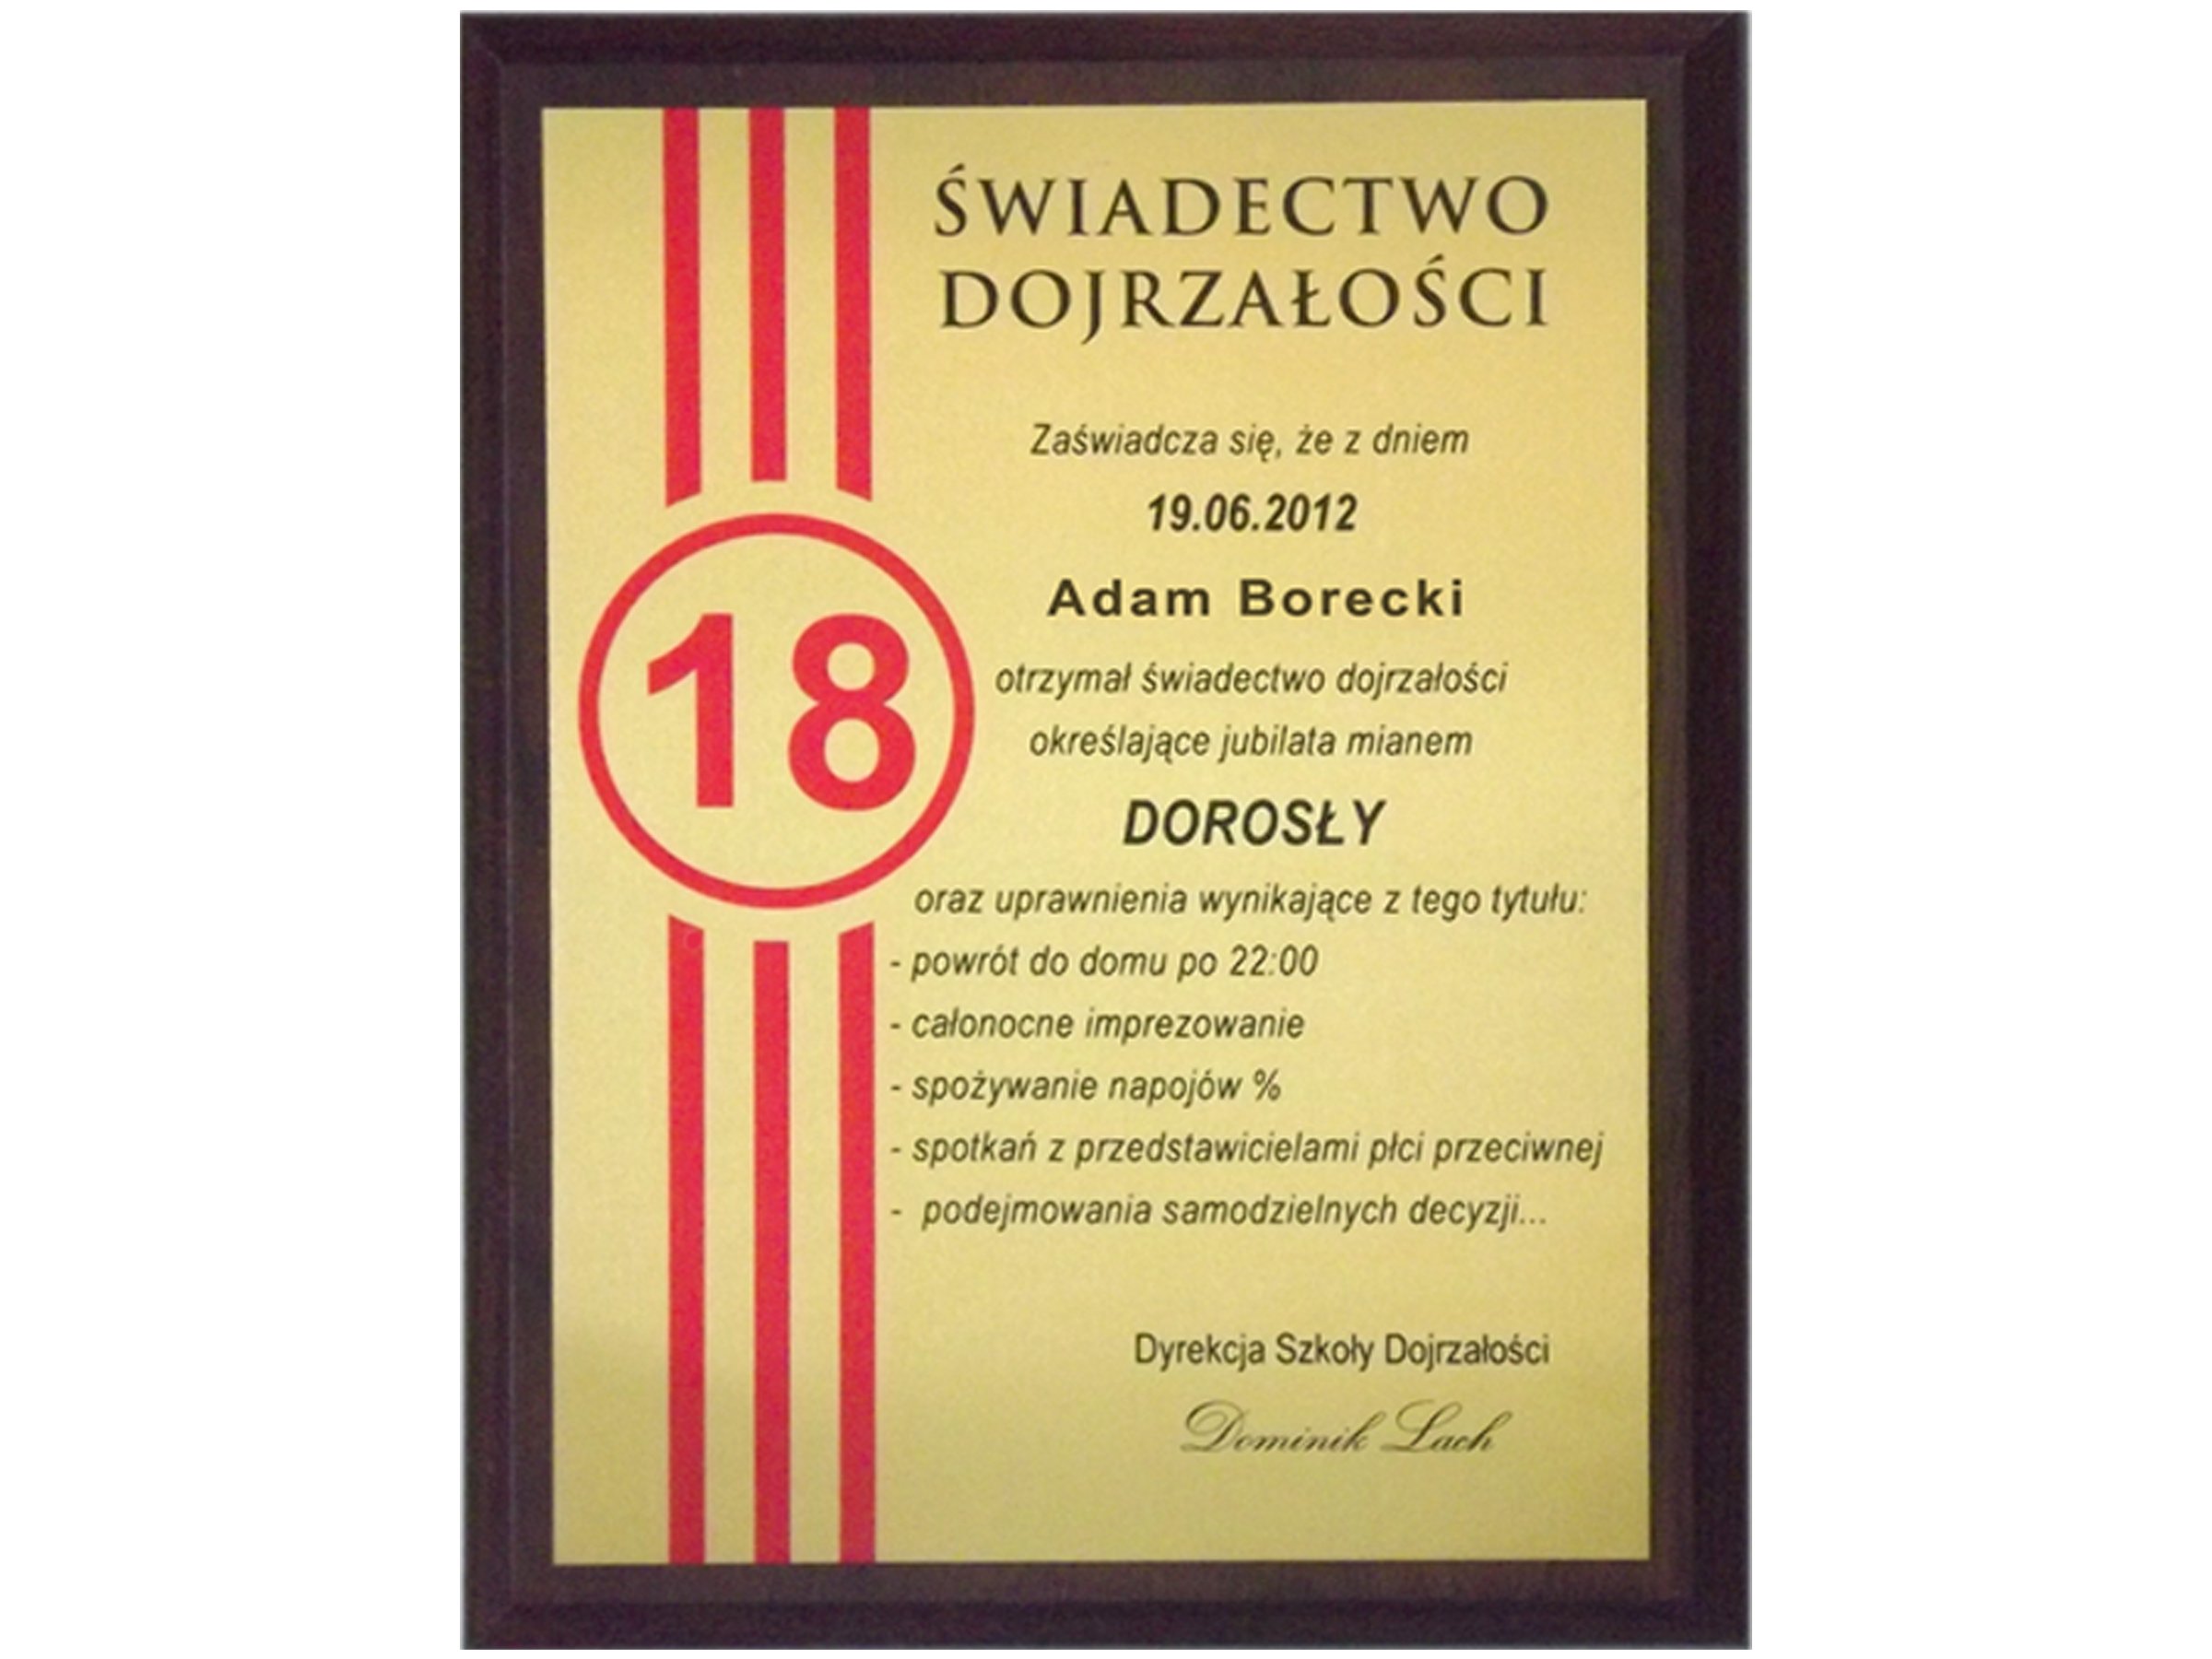 ŚWIADECTWO
DOJRZAŁOŚCI
Zaświadcza się, że z dniem
19.06.2012
Adam Borecki
18
otrzymał świadectwo dojrzałości
określające jubilata mianem
DOROSŁY
oraz uprawnienia wynikające z tego tytułu:
- powrót do domu po 22:00
- całonocne imprezowanie
- spożywanie napojów %
- spotkań z przedstawicielami płci przeciwnej
- podejmowania samodzielnych decyzji...
Dyrekcja Szkoły Dojrzałości
Dominik Lach